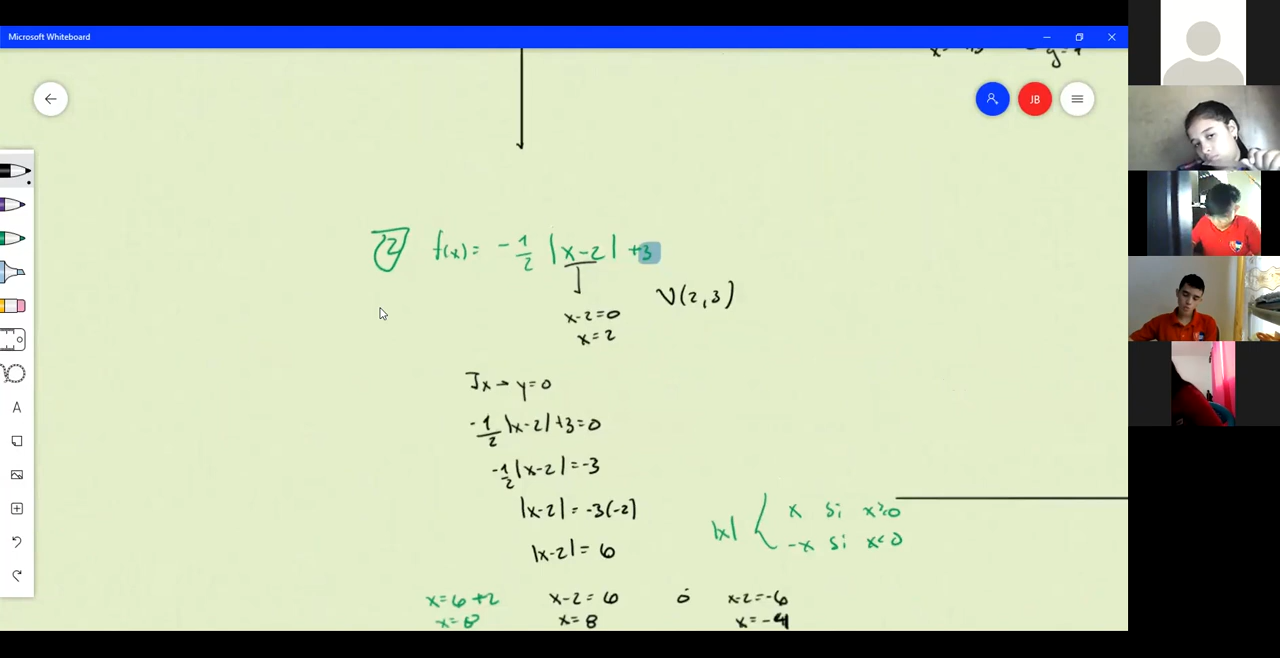 Microsoft Whiteboard
JB
② f(x) = -1/2 |x-2| +3
x-2=0
x=2
V(2,3)
Ix → y=0
-1/2 |x-2| +3=0
-1/2 |x-2| = -3
|x-2| = -3(-2)
|x-2| = 6
|x| { x si x≥0
-x si x<0
x=6+2 x-2=6 ó x-2=-6
x=8 x=8 x=-4
A